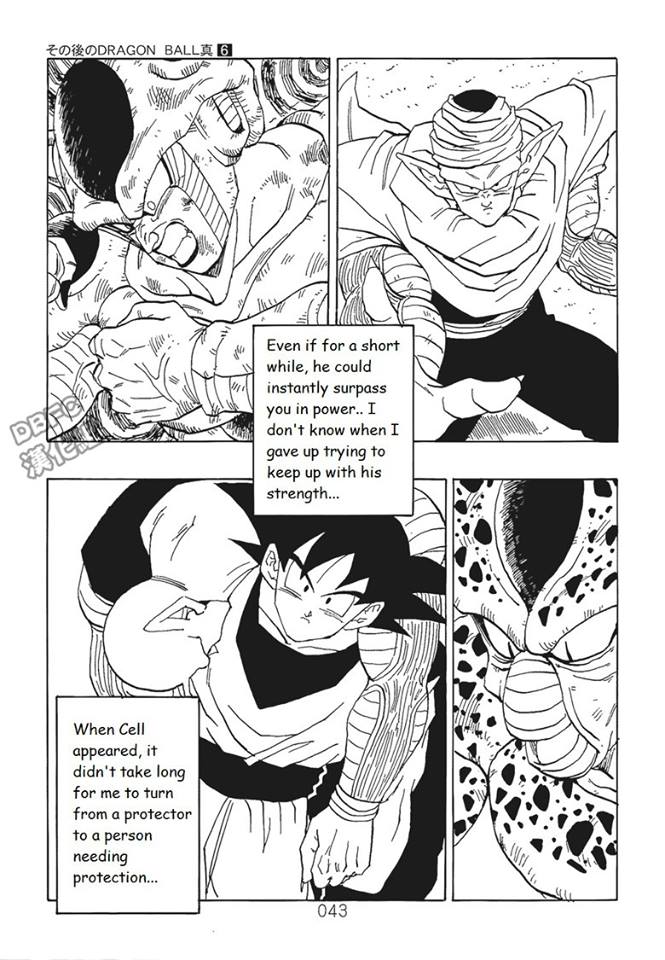 その後のDRAGON BALL真 6
Even if for a short
while, he could
instantly surpass
you in power.. I
don't know when I
gave up trying to
keep up with his
strength...
DBFC
漢化
When Cell
appeared, it
didn't take long
for me to turn
from a protector
to a person
needing
protection...
043